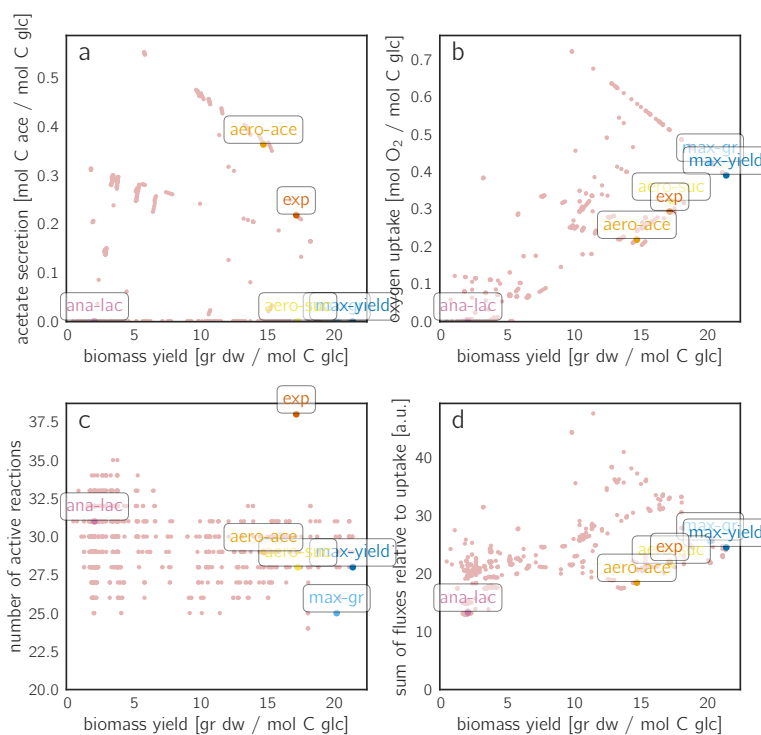 a
acetate secretion [mol C ace / mol C glc]
0.5
0.4
0.3
0.2
0.1
0.0
aero-ace
exp
ana-lac
aero-suc
max-gr
max-yield
0 5 10 15 20
biomass yield [gr dw / mol C glc]
b
oxygen uptake [mol O₂ / mol C glc]
0.7
0.6
0.5
0.4
0.3
0.2
0.1
0.0
max-gr
max-yield
aero-suc
exp
aero-ace
ana-lac
0 5 10 15 20
biomass yield [gr dw / mol C glc]
c
number of active reactions
37.5
35.0
32.5
30.0
27.5
25.0
22.5
20.0
exp
ana-lac
aero-ace
aero-suc
max-yield
max-gr
0 5 10 15 20
biomass yield [gr dw / mol C glc]
d
sum of fluxes relative to uptake [a.u.]
40
30
20
10
0
max-gr
max-yield
aero-suc
exp
aero-ace
ana-lac
0 5 10 15 20
biomass yield [gr dw / mol C glc]